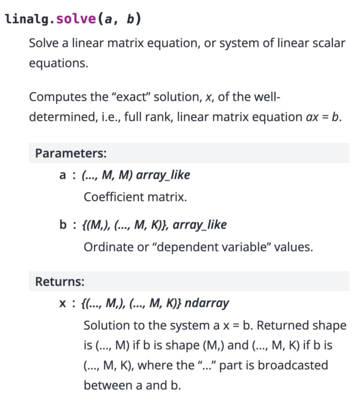 linalg.solve(a, b)
Solve a linear matrix equation, or system of linear scalar
equations.
Computes the “exact” solution, x, of the well-
determined, i.e., full rank, linear matrix equation ax = b.
Parameters:
a : (..., M, M) array_like
Coefficient matrix.
b : {(M,), (..., M, K)}, array_like
Ordinate or “dependent variable” values.
Returns:
x : {(..., M,), (..., M, K)} ndarray
Solution to the system a x = b. Returned shape
is (..., M) if b is shape (M,) and (..., M, K) if b is
(..., M, K), where the “...” part is broadcasted
between a and b.